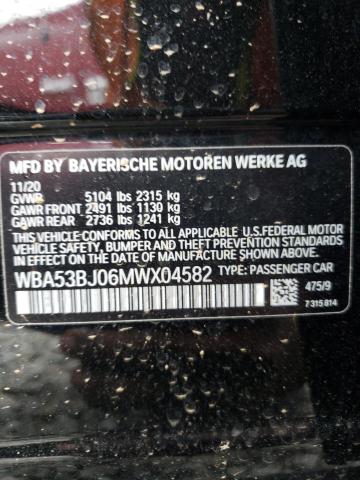 MFD BY BAYERISCHE MOTOREN WERKE AG
11/20
GVWR 5104 lbs 2315 kg
GAWR FRONT 2491 lbs 1130 kg
GAWR REAR 2736 lbs 1241 kg
THIS VEHICLE CONFORMS TO ALL APPLICABLE U.S.FEDERAL MOTOR
VEHICLE SAFETY, BUMPER, AND THEFT PREVENTION STANDARDS
IN EFFECT ON THE DATE OF MANUFACTURE SHOWN ABOVE.
WBA53BJ06MWX04582 TYPE: PASSENGER CAR
475/9
7 315 814